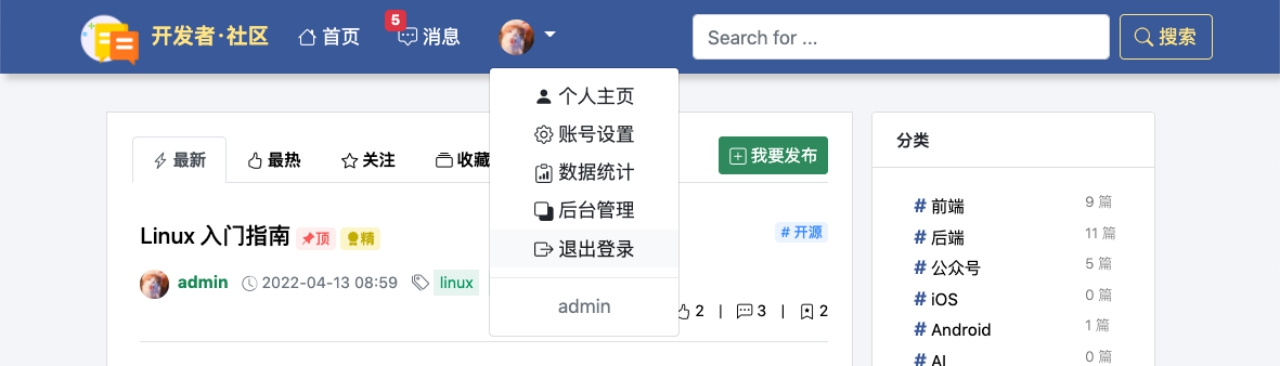 开发者·社区 首页 5 消息 Search for ... 搜索
个人主页
账号设置
数据统计
后台管理
退出登录
admin
最新 最热 关注 收藏 我要发布
Linux 入门指南 顶 精 # 开源
admin 2022-04-13 08:59 linux
2 | 3 | 2
分类
# 前端 9 篇
# 后端 11 篇
# 公众号 5 篇
# iOS 0 篇
# Android 1 篇
# AI 0 篇